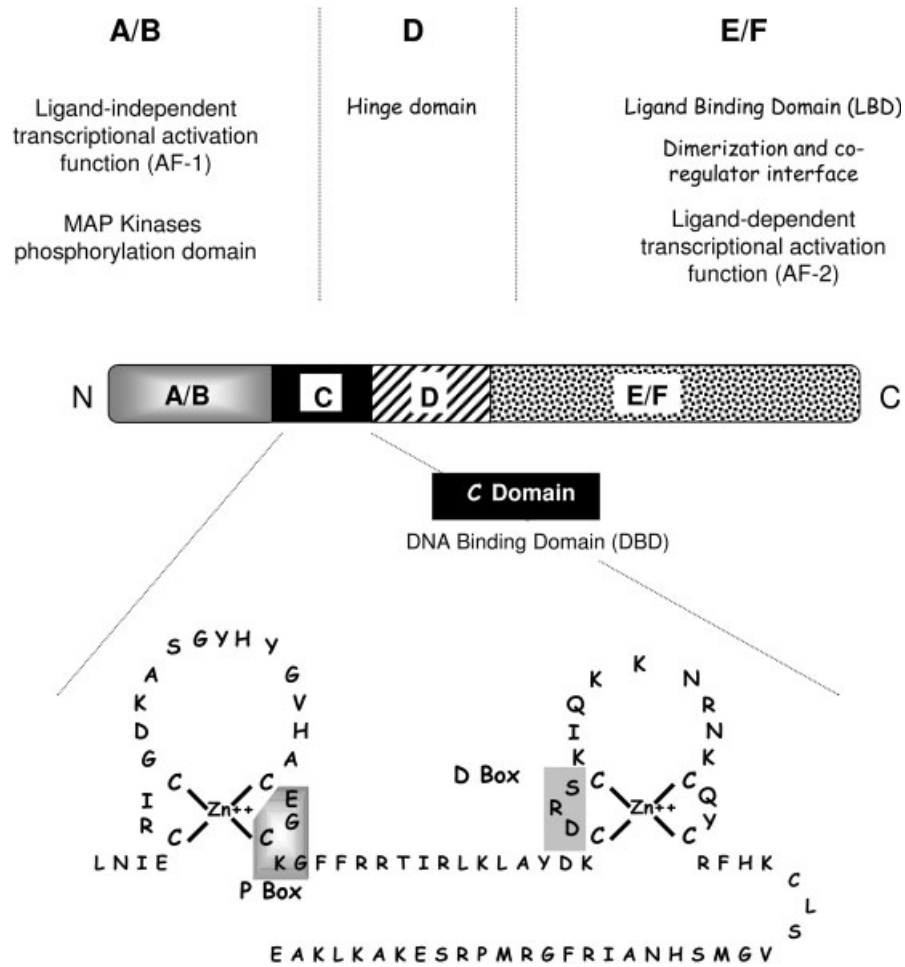 A/B
D
E/F
Ligand-independent
transcriptional activation
function (AF-1)
MAP Kinases
phosphorylation domain
Hinge domain
Ligand Binding Domain (LBD)
Dimerization and co-
regulator interface
Ligand-dependent
transcriptional activation
function (AF-2)
N
A/B
C
D
E/F
C
C Domain
DNA Binding Domain (DBD)
L N I E
C
R I
C
G D K A S G Y H Y G V H A
C
E G
C
Zn++
K G
P Box
F F R R T I R L K L A Y D K
D Box
C
D R S
C
K I Q K K N R N K
C
Q Y
C
Zn++
R F H K
C L S
E A K L K A K E S R P M R G F R I A N H S M G V